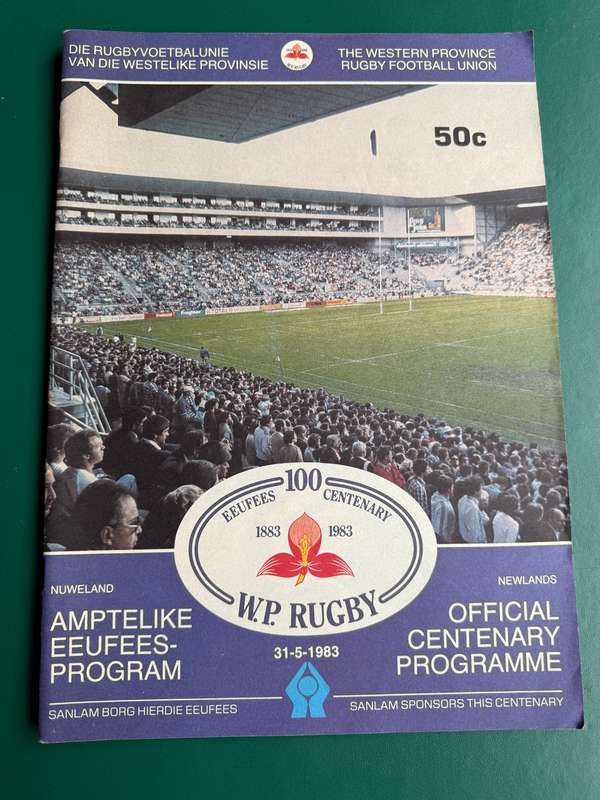 DIE RUGBYVOETBALUNIE
VAN DIE WESTELIKE PROVINSIE
THE WESTERN PROVINCE
RUGBY FOOTBALL UNION
50c
EEUFEES 100 CENTENARY
1883 1983
W.P. RUGBY
NUWELAND
AMPTELIKE
EEUFEES-
PROGRAM
NEWLANDS
OFFICIAL
CENTENARY
PROGRAMME
31-5-1983
SANLAM BORG HIERDIE EEUFEES
SANLAM SPONSORS THIS CENTENARY